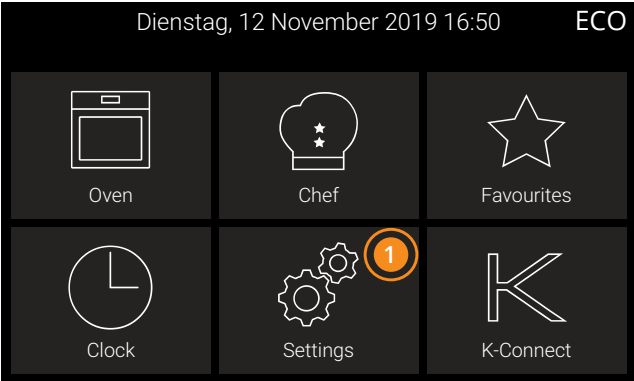 Dienstag, 12 November 2019 16:50 ECO
Oven Chef Favourites
1
Clock Settings K-Connect